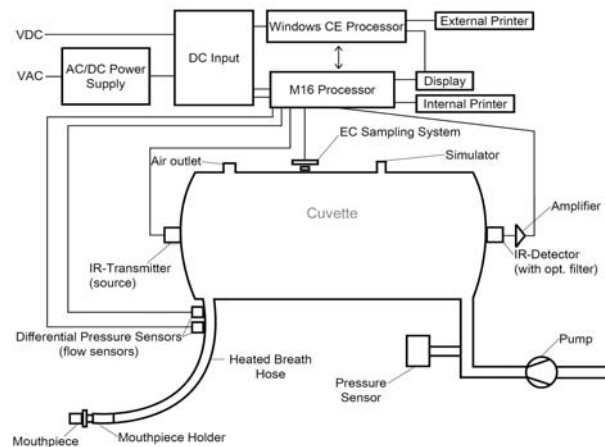 Windows CE Processor
External Printer
VDC
DC Input
VAC
AC/DC Power
Supply
M16 Processor
Display
Internal Printer
EC Sampling System
Air outlet
Simulator
Amplifier
Cuvette
IR-Transmitter
(source)
IR-Detector
(with opt. filter)
Differential Pressure Sensors
(flow sensors)
Heated Breath
Hose
Pump
Pressure
Sensor
Mouthpiece
Mouthpiece Holder